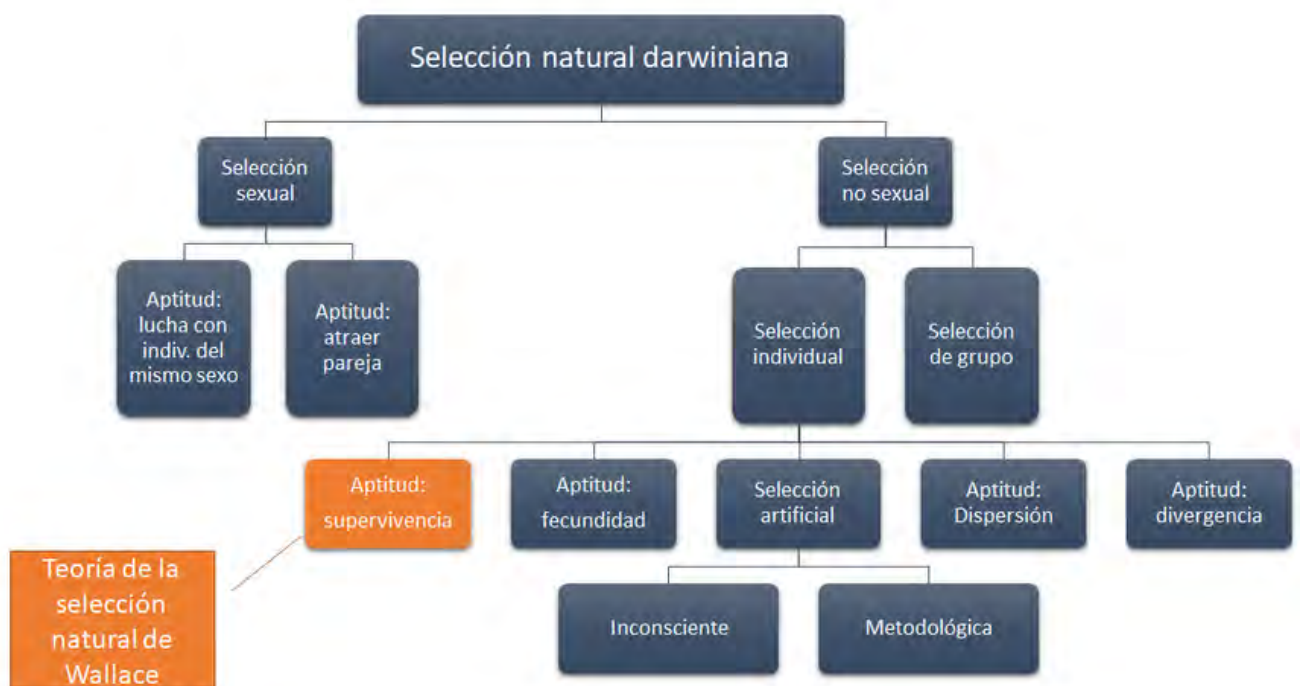 Selección natural darwiniana
Selección
sexual
Selección
no sexual
Aptitud:
lucha con
indiv. del
mismo sexo
Aptitud:
atraer
pareja
Selección
individual
Selección
de grupo
Aptitud:
supervivencia
Aptitud:
fecundidad
Selección
artificial
Aptitud:
Dispersión
Aptitud:
divergencia
Teoría de la
selección
natural de
Wallace
Inconsciente
Metodológica